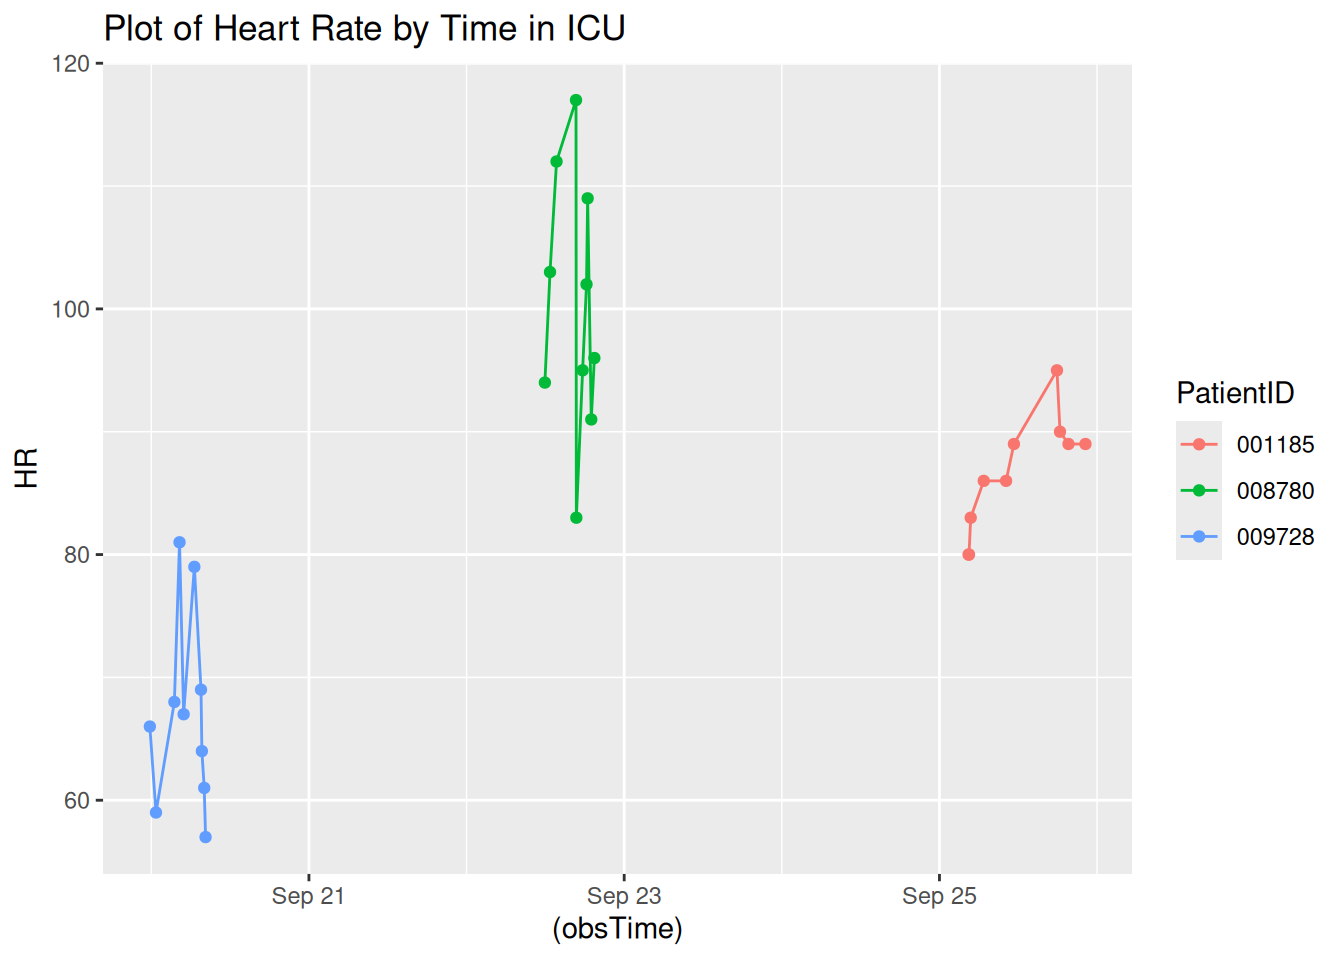 Plot of Heart Rate by Time in ICU
120
100
80
60
HR
Sep 21
Sep 23
Sep 25
(obsTime)
PatientID
001185
008780
009728